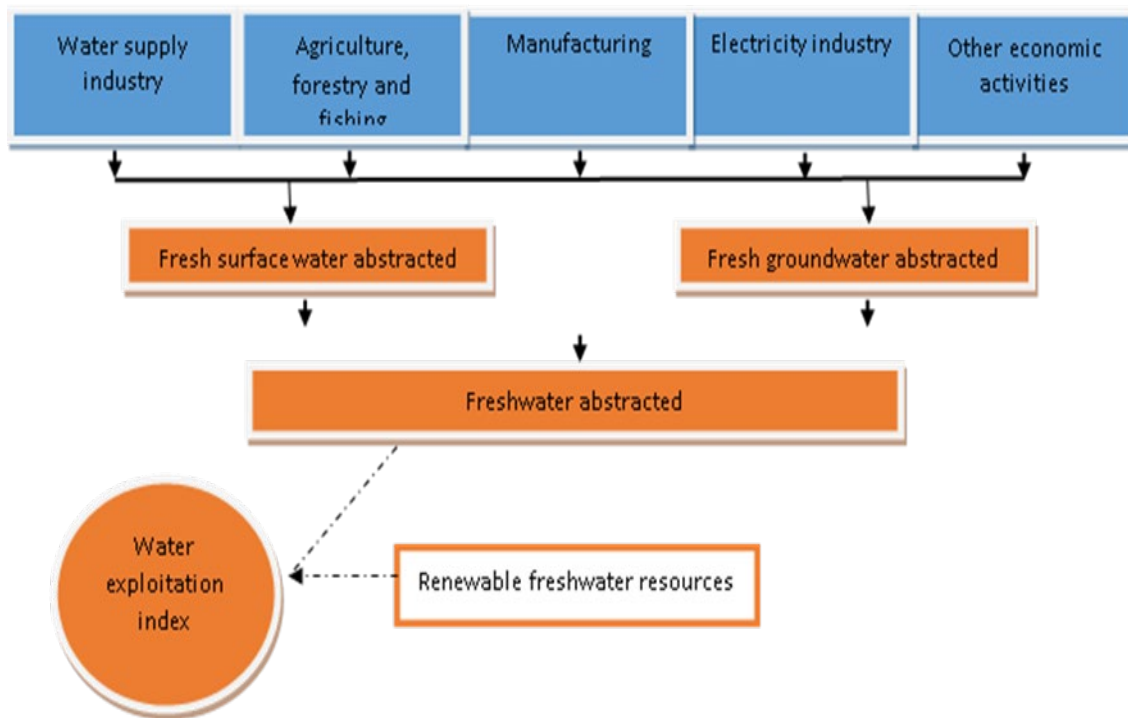 Water supply
industry
Agriculture,
forestry and
fishing
Manufacturing
Electricity industry
Other economic
activities
Fresh surface water abstracted
Fresh groundwater abstracted
Freshwater abstracted
Water
exploitation
index
Renewable freshwater resources